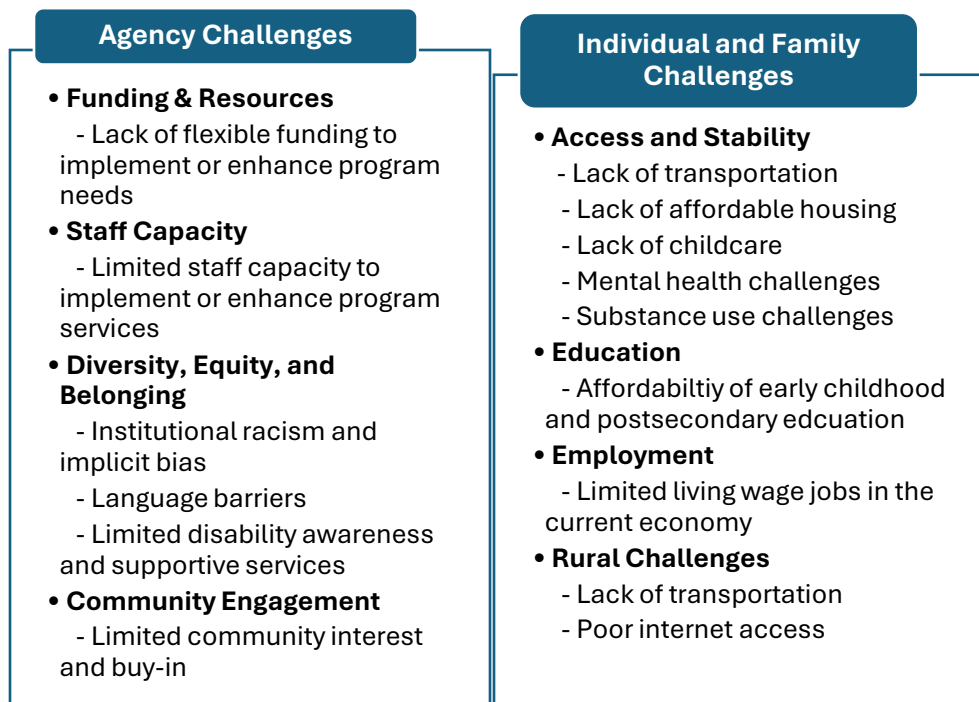 Agency Challenges
• Funding & Resources
- Lack of flexible funding to
implement or enhance program
needs
• Staff Capacity
- Limited staff capacity to
implement or enhance program
services
• Diversity, Equity, and
Belonging
- Institutional racism and
implicit bias
- Language barriers
- Limited disability awareness
and supportive services
• Community Engagement
- Limited community interest
and buy-in
Individual and Family
Challenges
• Access and Stability
- Lack of transportation
- Lack of affordable housing
- Lack of childcare
- Mental health challenges
- Substance use challenges
• Education
- Affordabiltiy of early childhood
and postsecondary edcuation
• Employment
- Limited living wage jobs in the
current economy
• Rural Challenges
- Lack of transportation
- Poor internet access